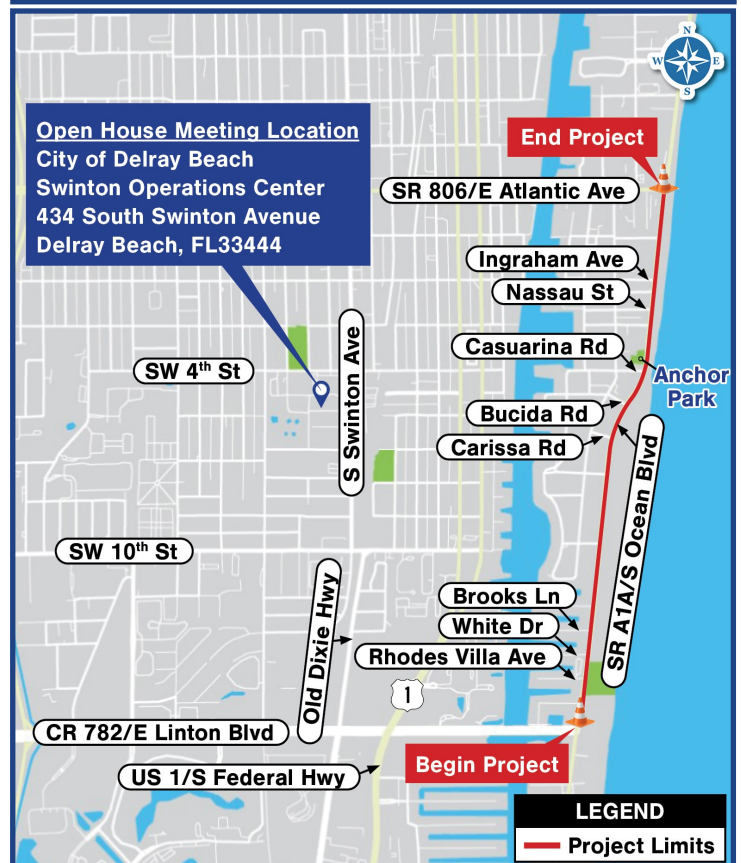 N
W
E
S
Open House Meeting Location
City of Delray Beach
Swinton Operations Center
434 South Swinton Avenue
Delray Beach, FL33444
End Project
SR 806/E Atlantic Ave
Ingraham Ave
Nassau St
Casuarina Rd
Anchor
Park
SW 4th St
S Swinton Ave
Bucida Rd
Carissa Rd
SR A1A/S Ocean Blvd
SW 10th St
Old Dixie Hwy
Brooks Ln
White Dr
Rhodes Villa Ave
1
CR 782/E Linton Blvd
Begin Project
US 1/S Federal Hwy
LEGEND
Project Limits